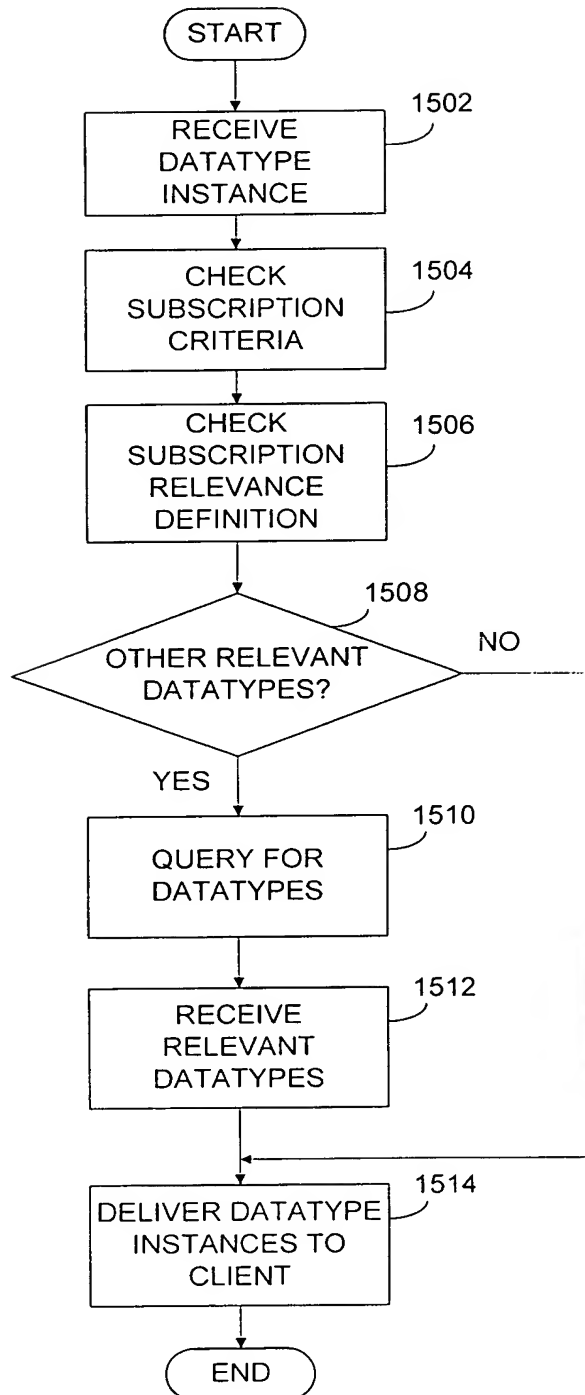 START
1502
RECEIVE
DATATYPE
INSTANCE
1504
CHECK
SUBSCRIPTION
CRITERIA
1506
CHECK
SUBSCRIPTION
RELEVANCE
DEFINITION
1508
OTHER RELEVANT
DATATYPES?
NO
YES
1510
QUERY FOR
DATATYPES
1512
RECEIVE
RELEVANT
DATATYPES
1514
DELIVER DATATYPE
INSTANCES TO
CLIENT
END